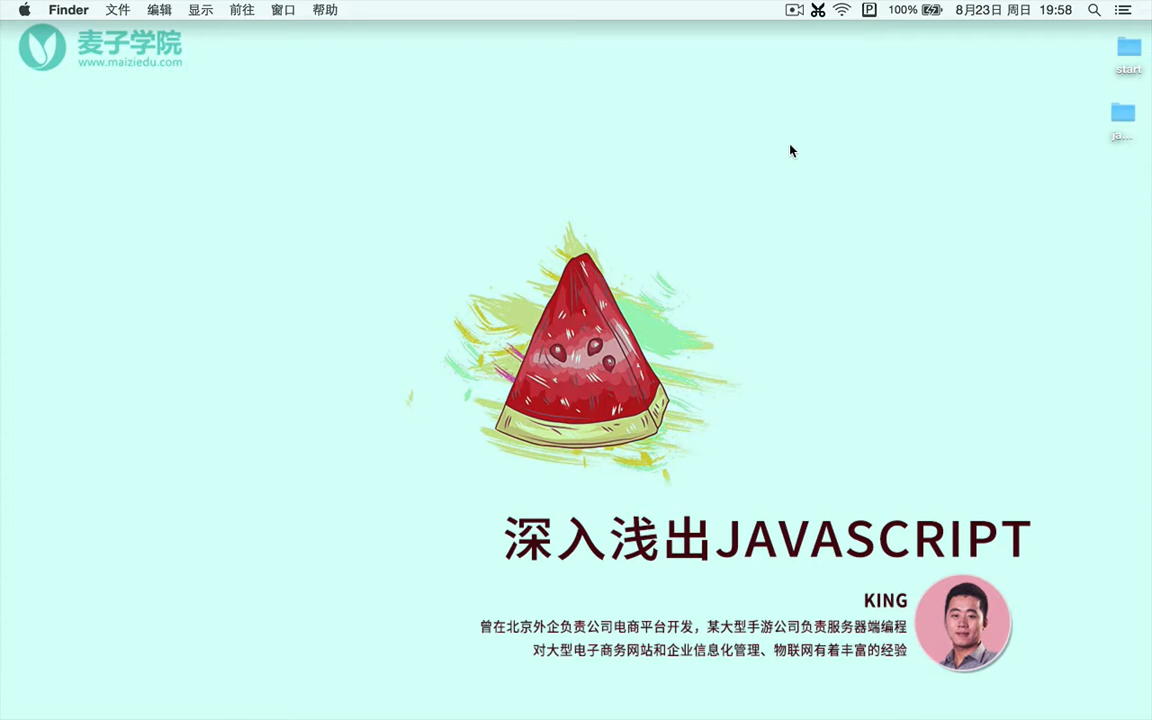 Finder 文件 编辑 显示 前往 窗口 帮助 P 100% 8月23日 周日 19:58
麦子学院
www.maiziedu.com
start
ja...
深入浅出JAVASCRIPT
KING
曾在北京外企负责公司电商平台开发，某大型手游公司负责服务器端编程
对大型电子商务网站和企业信息化管理、物联网有着丰富的经验